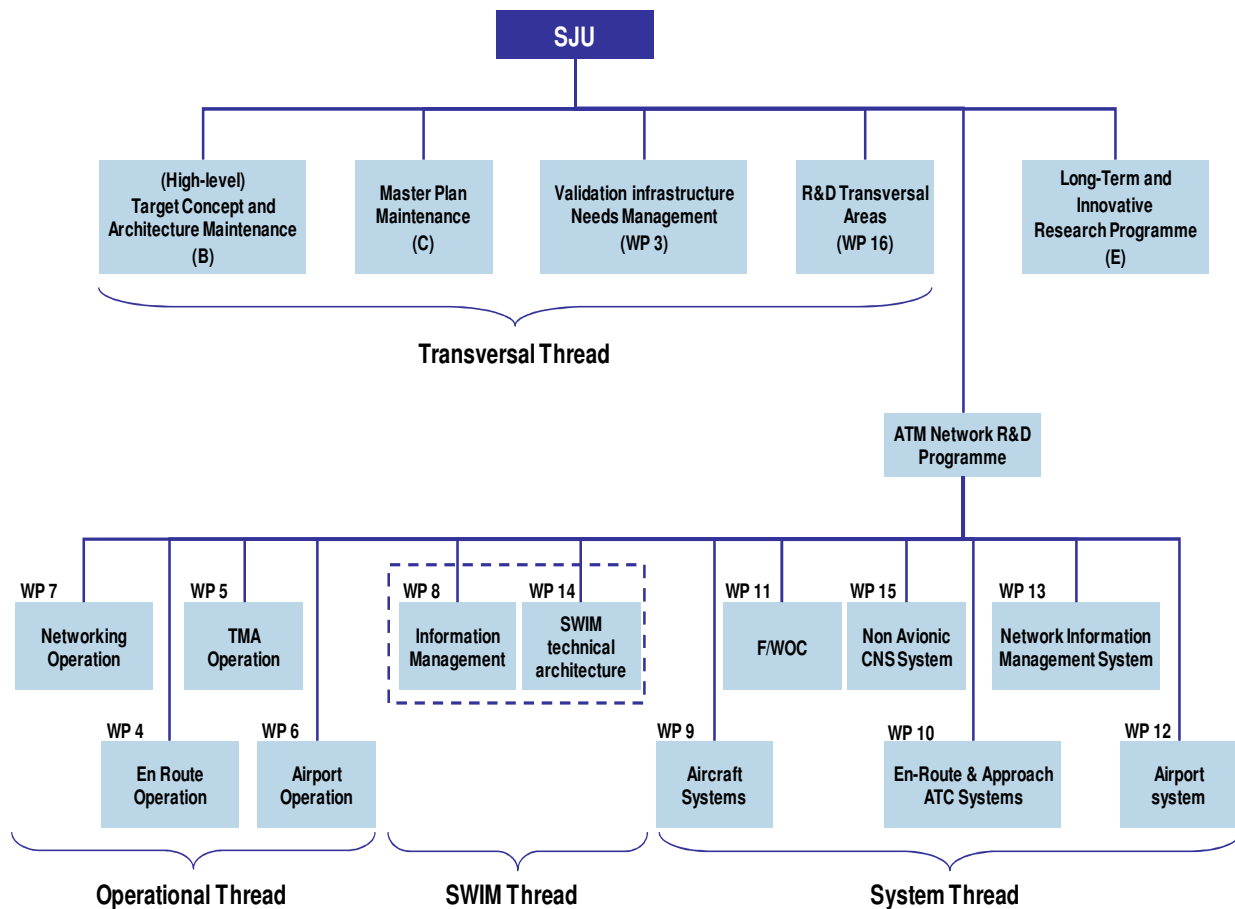 SJU
(High-level)
Target Concept and
Architecture Maintenance
(B)
Master Plan
Maintenance
(C)
Validation infrastructure
Needs Management
(WP 3)
R&D Transversal
Areas
(WP 16)
Long-Term and
Innovative
Research Programme
(E)
Transversal Thread
ATM Network R&D
Programme
WP 7
Networking
Operation
WP 5
TMA
Operation
WP 8
Information
Management
WP 14
SWIM
technical
architecture
WP 11
F/WOC
WP 15
Non Avionic
CNS System
WP 13
Network Information
Management System
WP 4
En Route
Operation
WP 6
Airport
Operation
WP 9
Aircraft
Systems
WP 10
En-Route & Approach
ATC Systems
WP 12
Airport
system
Operational Thread
SWIM Thread
System Thread